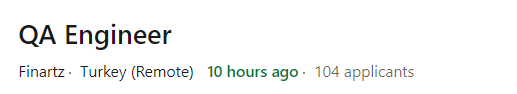 QA Engineer
Finartz · Turkey (Remote) 10 hours ago · 104 applicants